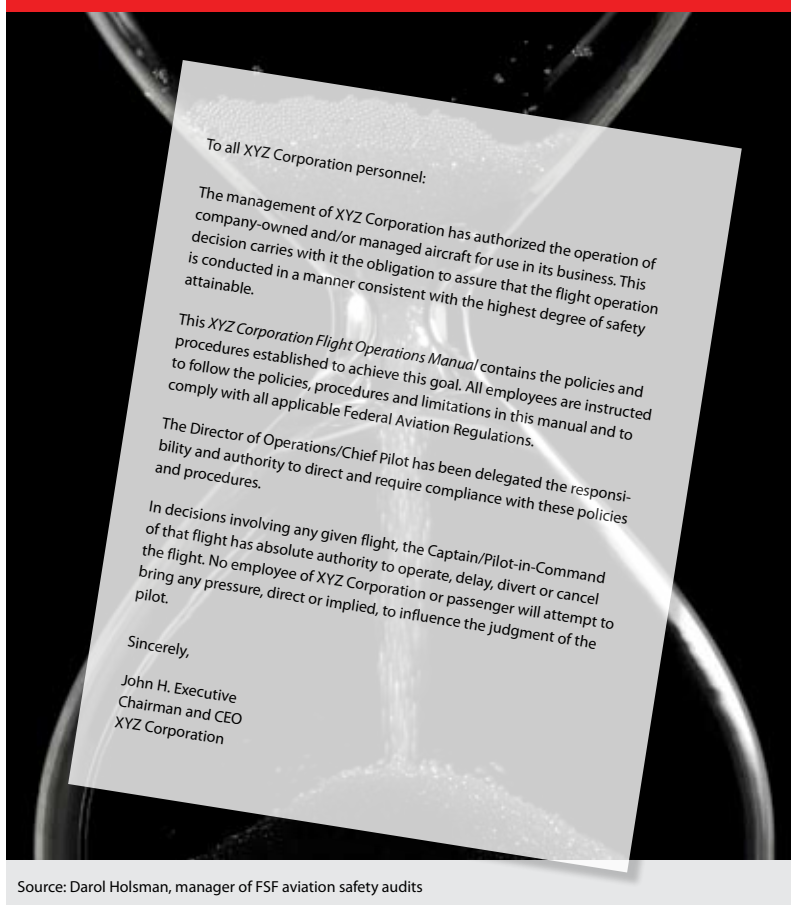 To all XYZ Corporation personnel:
The management of XYZ Corporation has authorized the operation of
company-owned and/or managed aircraft for use in its business. This
decision carries with it the obligation to assure that the flight operation
is conducted in a manner consistent with the highest degree of safety
attainable.
This XYZ Corporation Flight Operations Manual contains the policies and
procedures established to achieve this goal. All employees are instructed
to follow the policies, procedures and limitations in this manual and to
comply with all applicable Federal Aviation Regulations.
The Director of Operations/Chief Pilot has been delegated the responsi-
bility and authority to direct and require compliance with these policies
and procedures.
In decisions involving any given flight, the Captain/Pilot-in-Command
of that flight has absolute authority to operate, delay, divert or cancel
the flight. No employee of XYZ Corporation or passenger will attempt to
bring any pressure, direct or implied, to influence the judgment of the
pilot.
Sincerely,
John H. Executive
Chairman and CEO
XYZ Corporation
Source: Darol Holsman, manager of FSF aviation safety audits